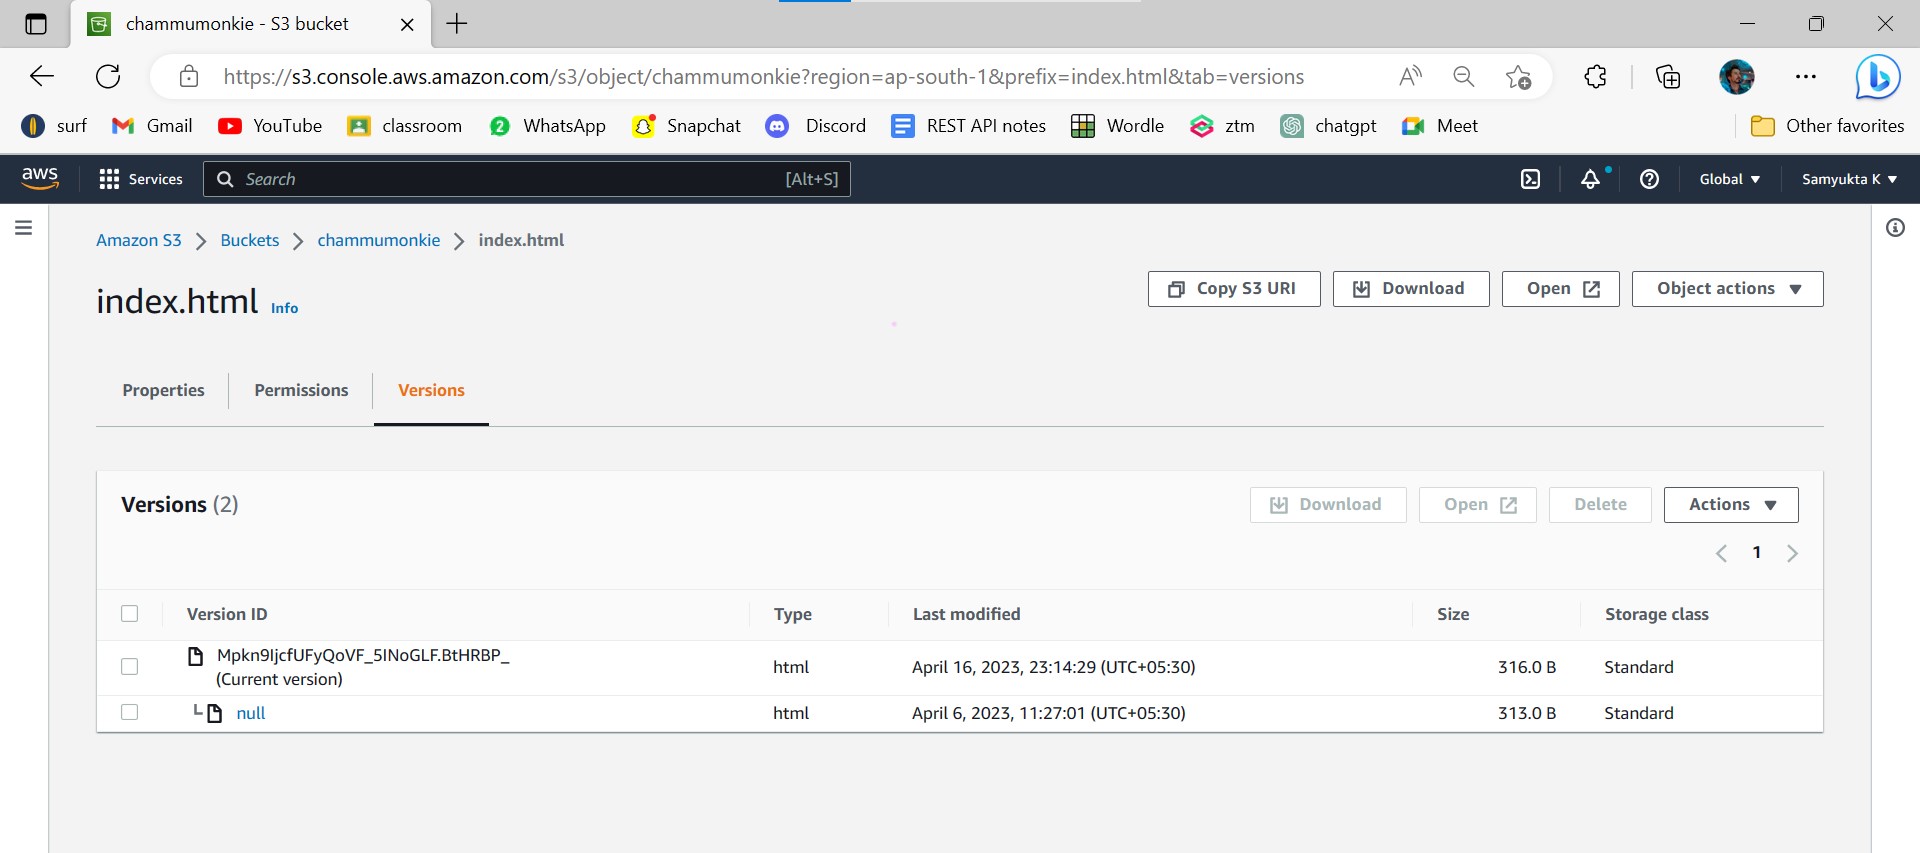 chammumonkie - S3 bucket
https://s3.console.aws.amazon.com/s3/object/chammumonkie?region=ap-south-1&prefix=index.html&tab=versions
surf Gmail YouTube classroom 2 WhatsApp Snapchat Discord REST API notes Wordle ztm chatgpt Meet Other favorites
aws Services Search [Alt+S] Global Samyukta K
Amazon S3 Buckets chammumonkie index.html
index.html Info
Copy S3 URI Download Open Object actions
Properties Permissions Versions
Versions (2) Download Open Delete Actions
1
Version ID Type Last modified Size Storage class
Mpkn9IjcfUFyQoVF_5INoGLF.BtHRBP_
(Current version) html April 16, 2023, 23:14:29 (UTC+05:30) 316.0 B Standard
null html April 6, 2023, 11:27:01 (UTC+05:30) 313.0 B Standard